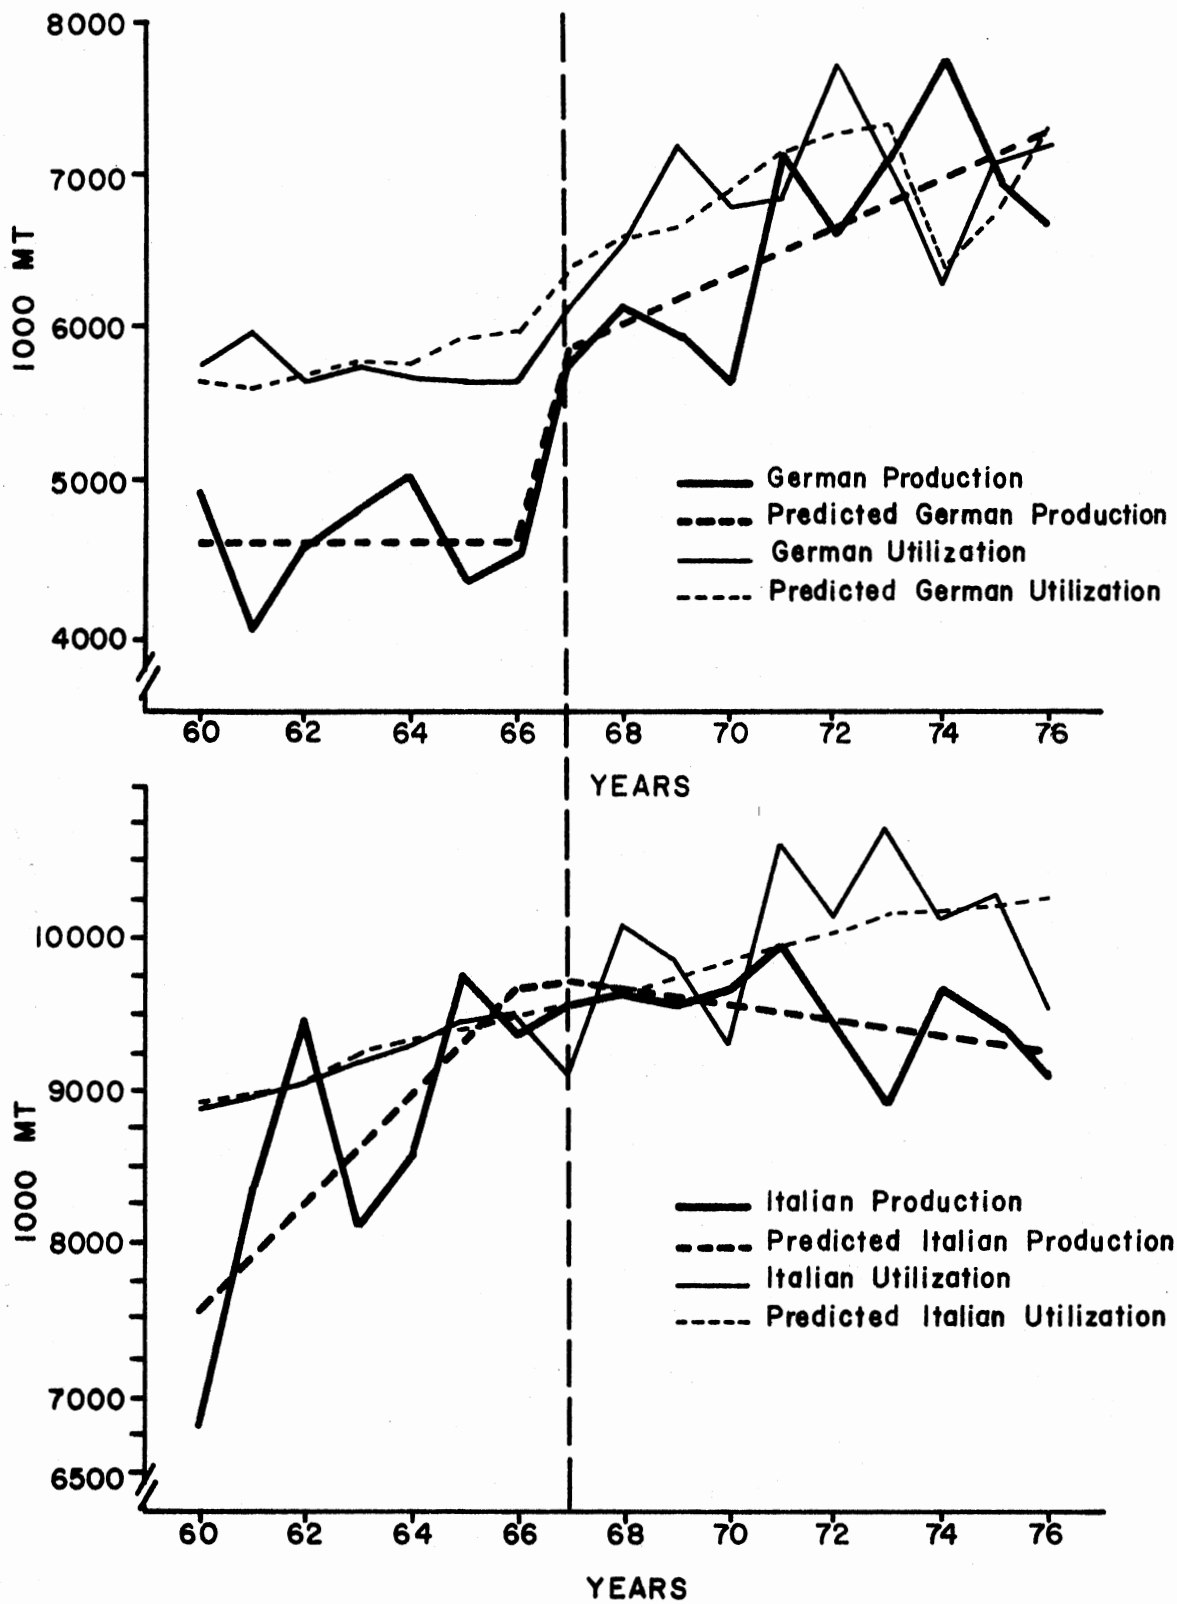 8000
7000
6000
5000
4000
1000 MT
German Production
Predicted German Production
German Utilization
Predicted German Utilization
60 62 64 66 68 70 72 74 76
YEARS
10000
9000
8000
7000
6500
1000 MT
Italian Production
Predicted Italian Production
Italian Utilization
Predicted Italian Utilization
60 62 64 66 68 70 72 74 76
YEARS